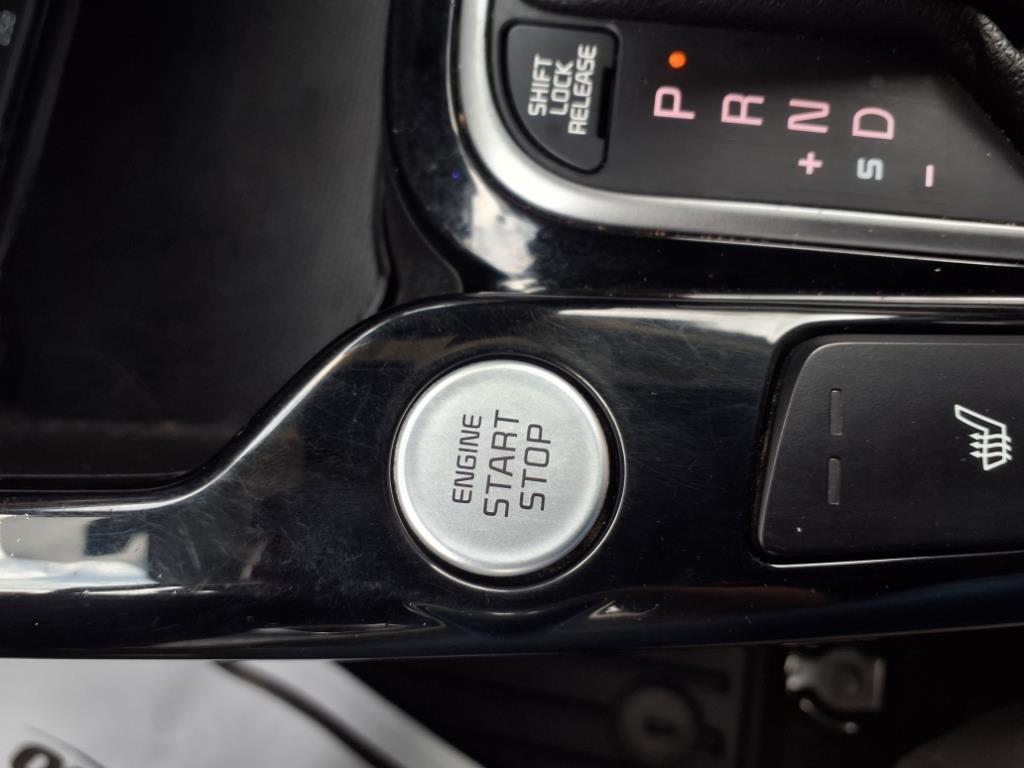 SHIFT
LOCK
RELEASE
P
R
N
D
+
S
-
ENGINE
START
STOP